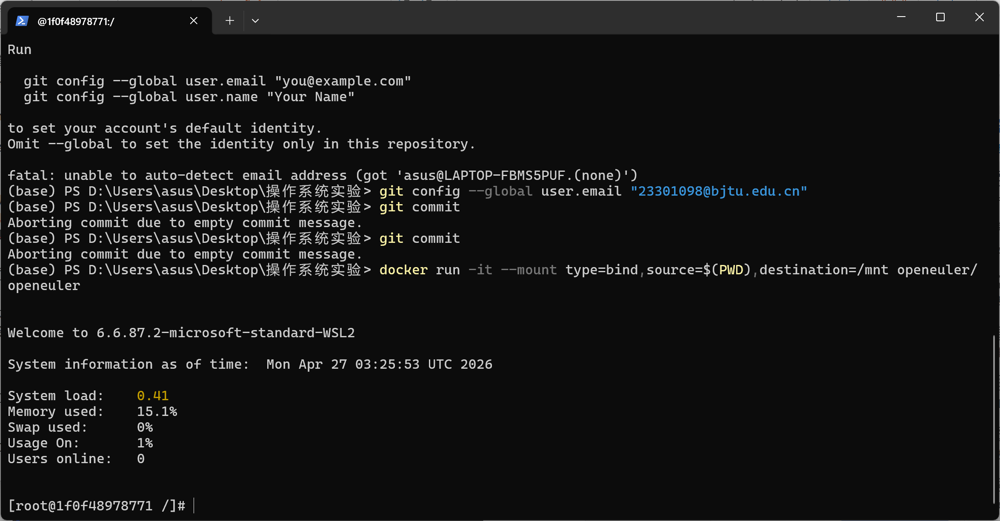 @1f0f48978771:/
Run
git config --global user.email "you@example.com"
git config --global user.name "Your Name"
to set your account's default identity.
Omit --global to set the identity only in this repository.
fatal: unable to auto-detect email address (got 'asus@LAPTOP-FBMS5PUF.(none)')
(base) PS D:\Users\asus\Desktop\操作系统实验> git config --global user.email "23301098@bjtu.edu.cn"
(base) PS D:\Users\asus\Desktop\操作系统实验> git commit
Aborting commit due to empty commit message.
(base) PS D:\Users\asus\Desktop\操作系统实验> git commit
Aborting commit due to empty commit message.
(base) PS D:\Users\asus\Desktop\操作系统实验> docker run -it --mount type=bind,source=$(PWD),destination=/mnt openeuler/
openeuler
Welcome to 6.6.87.2-microsoft-standard-WSL2
System information as of time:  Mon Apr 27 03:25:53 UTC 2026
System load:    0.41
Memory used:    15.1%
Swap used:      0%
Usage On:       1%
Users online:   0
[root@1f0f48978771 /]#